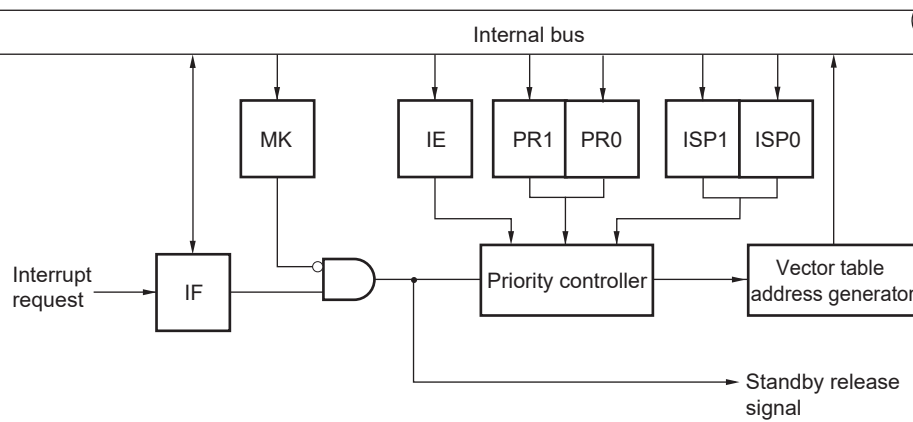 Internal bus
MK
IE
PR1
PR0
ISP1
ISP0
Interrupt
request
IF
Priority controller
Vector table
address generator
Standby release
signal